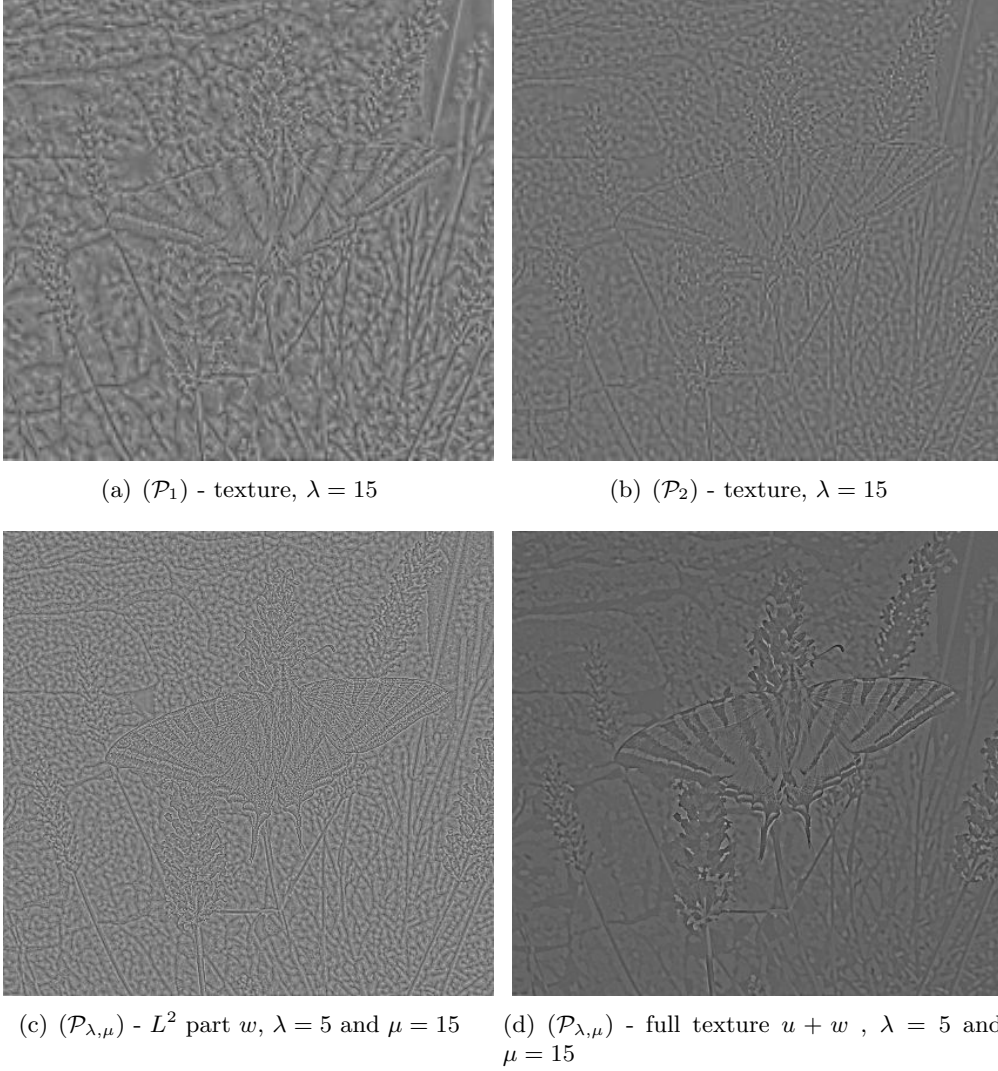 (a) (𝒫₁) - texture, λ = 15
(b) (𝒫₂) - texture, λ = 15
(c) (𝒫_{λ,μ}) - L² part w, λ = 5 and μ = 15
(d) (𝒫_{λ,μ}) - full texture u + w , λ = 5 and
μ = 15